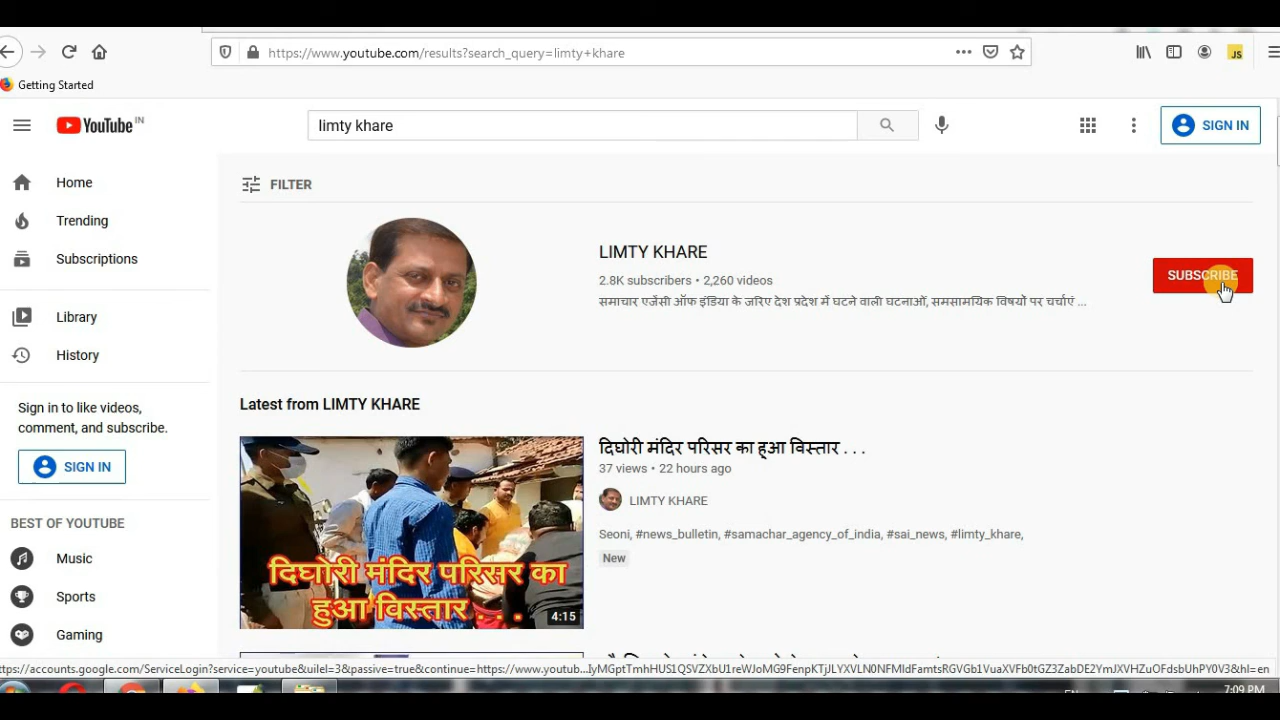 https://www.youtube.com/results?search_query=limty+khare
JS
Getting Started
YouTube IN
limty khare
SIGN IN
Home
Trending
Subscriptions
Library
History
Sign in to like videos,
comment, and subscribe.
SIGN IN
BEST OF YOUTUBE
Music
Sports
Gaming
FILTER
LIMTY KHARE
2.8K subscribers • 2,260 videos
समाचार एजेंसी ऑफ इंडिया के जरिए देश प्रदेश में घटने वाली घटनाओं, समसामयिक विषयों पर चर्चाएं ...
SUBSCRIBE
Latest from LIMTY KHARE
दिघोरी मंदिर परिसर का
हुआ विस्तार . . .
4:15
दिघोरी मंदिर परिसर का हुआ विस्तार . . .
37 views • 22 hours ago
LIMTY KHARE
Seoni, #news_bulletin, #samachar_agency_of_india, #sai_news, #limty_khare,
New
7:09 PM